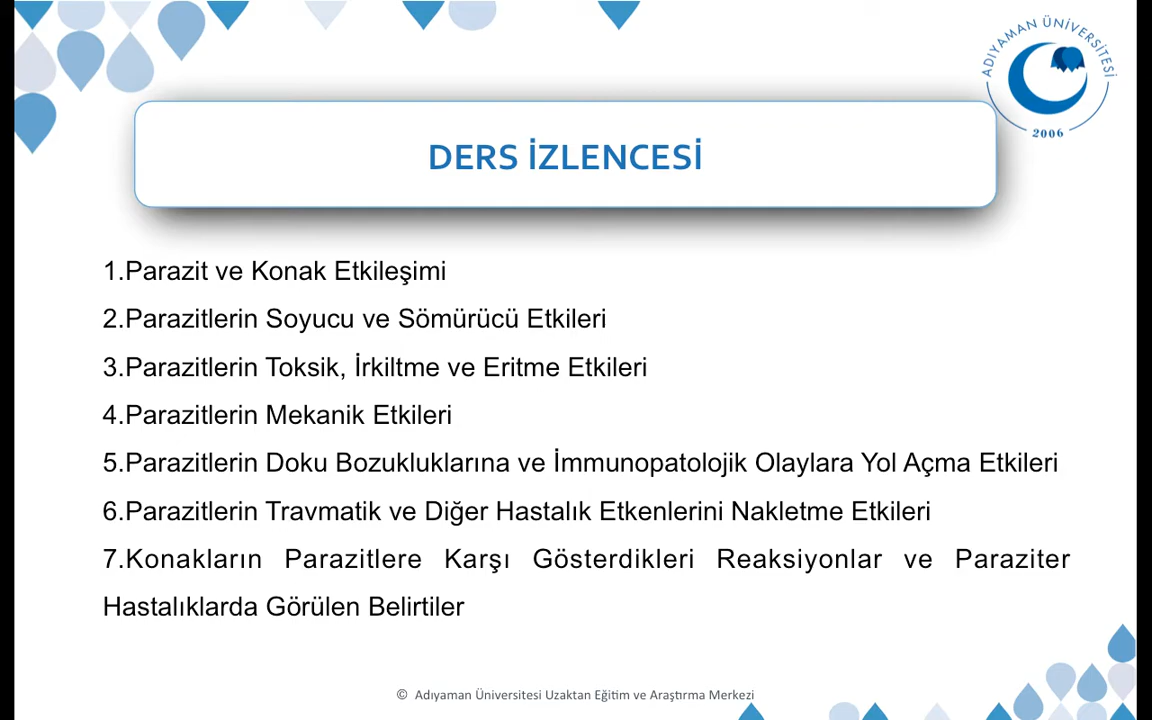 ADIYAMAN ÜNİVERSİTESİ
2006
DERS İZLENCESİ
1.Parazit ve Konak Etkileşimi
2.Parazitlerin Soyucu ve Sömürücü Etkileri
3.Parazitlerin Toksik, İrkiltme ve Eritme Etkileri
4.Parazitlerin Mekanik Etkileri
5.Parazitlerin Doku Bozukluklarına ve İmmunopatolojik Olaylara Yol Açma Etkileri
6.Parazitlerin Travmatik ve Diğer Hastalık Etkenlerini Nakletme Etkileri
7.Konakların Parazitlere Karşı Gösterdikleri Reaksiyonlar ve Paraziter
Hastalıklarda Görülen Belirtiler
© Adıyaman Üniversitesi Uzaktan Eğitim ve Araştırma Merkezi